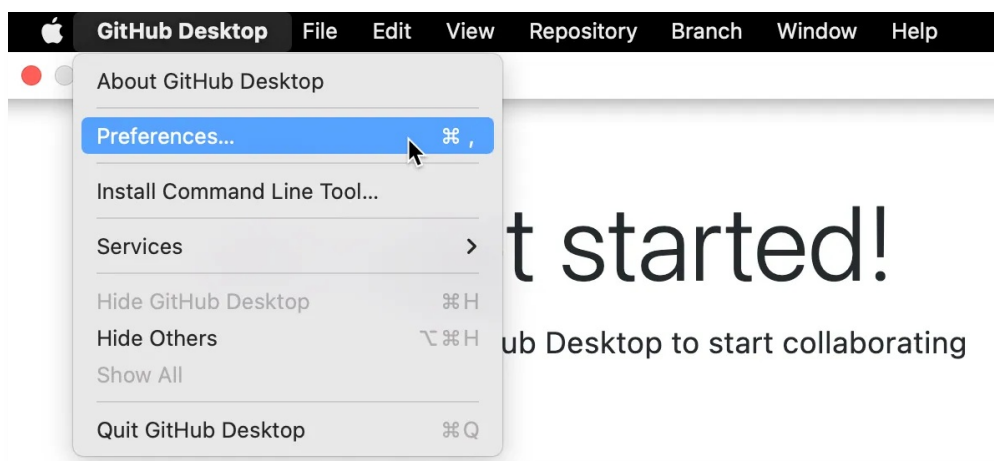 GitHub Desktop File Edit View Repository Branch Window Help
About GitHub Desktop
Preferences... ⌘ ,
Install Command Line Tool...
Services >
Hide GitHub Desktop ⌘H
Hide Others ⌥⌘H
Show All
Quit GitHub Desktop ⌘Q
t started!
ub Desktop to start collaborating